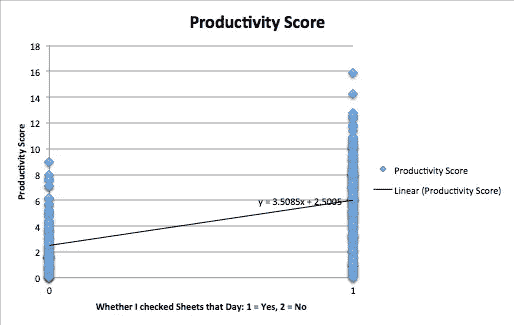 Productivity Score
18
16
14
12
10
8
6
4
2
0
Productivity Score
y = 3.5085x + 2.5005
0
1
Whether I checked Sheets that Day: 1 = Yes, 2 = No
Productivity Score
Linear (Productivity Score)